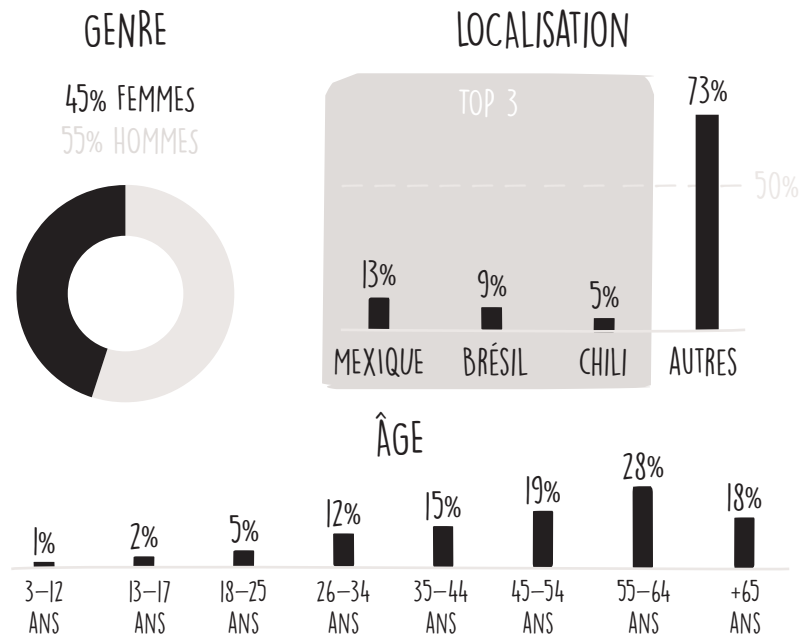 GENRE
45% FEMMES
55% HOMMES
LOCALISATION
TOP 3
73%
50%
13%
9%
5%
MEXIQUE
BRÉSIL
CHILI
AUTRES
ÂGE
1%
2%
5%
12%
15%
19%
28%
18%
3–12
ANS
13–17
ANS
18–25
ANS
26–34
ANS
35–44
ANS
45–54
ANS
55–64
ANS
+65
ANS